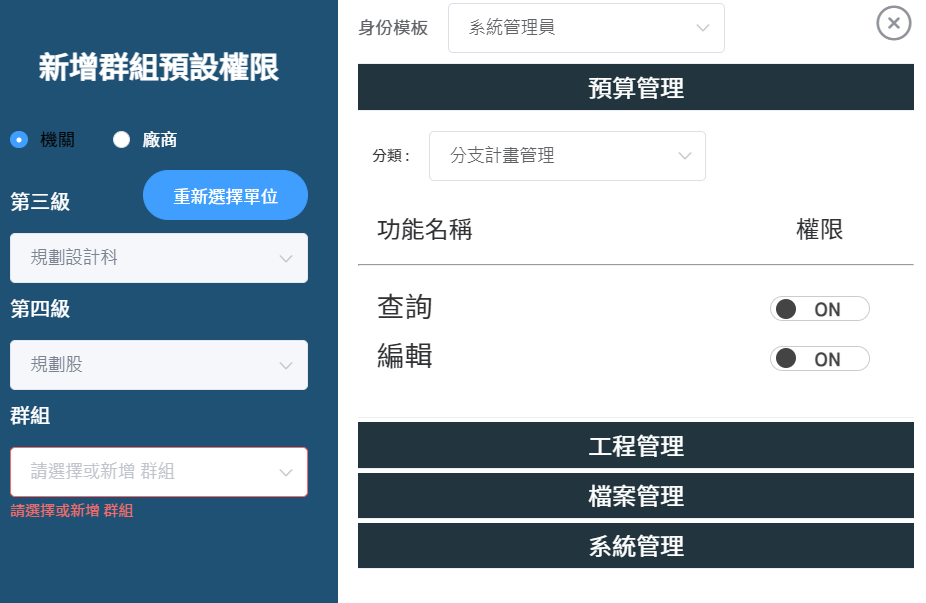 新增群組預設權限
機關 廠商
第三級 重新選擇單位
規劃設計科
第四級
規劃股
群組
請選擇或新增 群組
請選擇或新增 群組
身份模板 系統管理員
預算管理
分類： 分支計畫管理
功能名稱 權限
查詢 ON
編輯 ON
工程管理
檔案管理
系統管理